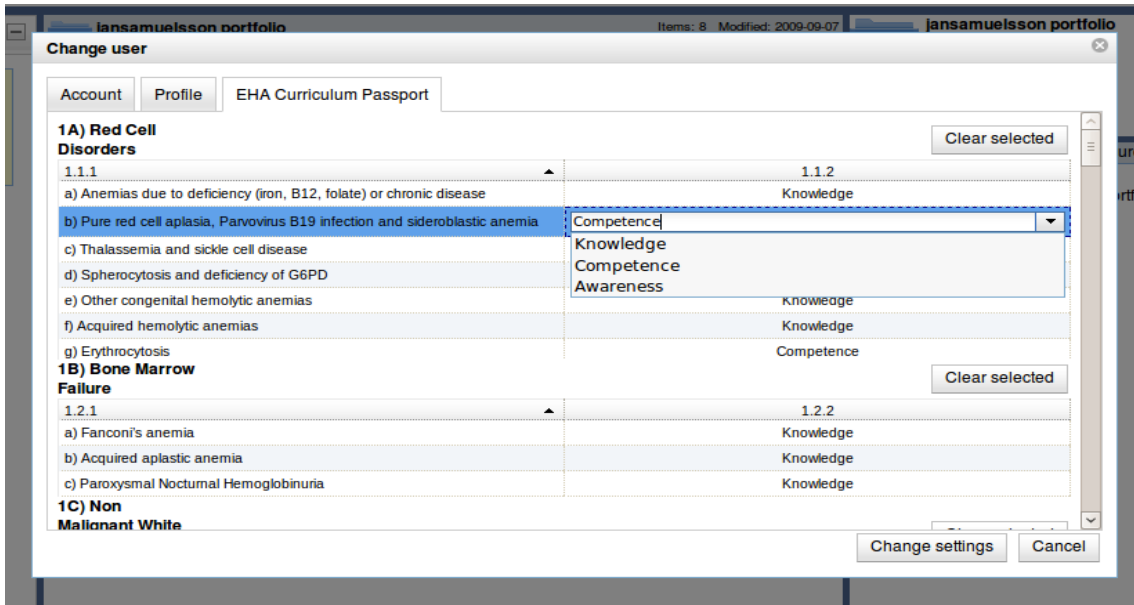 jansamuelsson portfolio
Items: 8 Modified: 2009-09-07
jansamuelsson portfolio
Change user
Account
Profile
EHA Curriculum Passport
1A) Red Cell
Disorders
Clear selected
1.1.1
1.1.2
a) Anemias due to deficiency (iron, B12, folate) or chronic disease
Knowledge
b) Pure red cell aplasia, Parvovirus B19 infection and sideroblastic anemia
Competence
Knowledge
Competence
Awareness
c) Thalassemia and sickle cell disease
d) Spherocytosis and deficiency of G6PD
e) Other congenital hemolytic anemias
Knowledge
f) Acquired hemolytic anemias
Knowledge
g) Erythrocytosis
Competence
1B) Bone Marrow
Failure
Clear selected
1.2.1
1.2.2
a) Fanconi's anemia
Knowledge
b) Acquired aplastic anemia
Knowledge
c) Paroxysmal Nocturnal Hemoglobinuria
Knowledge
1C) Non
Malignant White
Change settings
Cancel